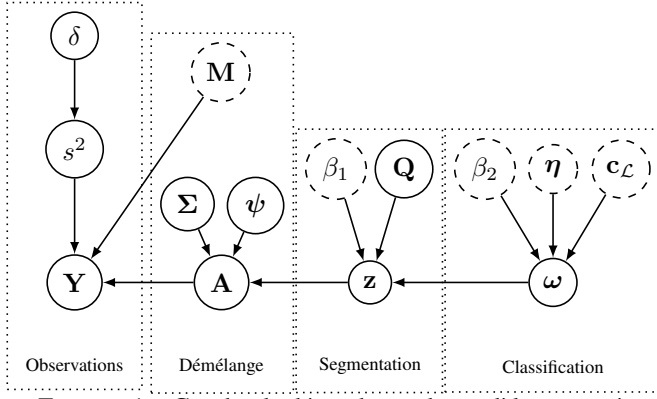 δ
M
s²
β₁
Q
β₂
η
c_ℒ
Σ
ψ
Y
A
z
ω
Observations
Démélange
Segmentation
Classification